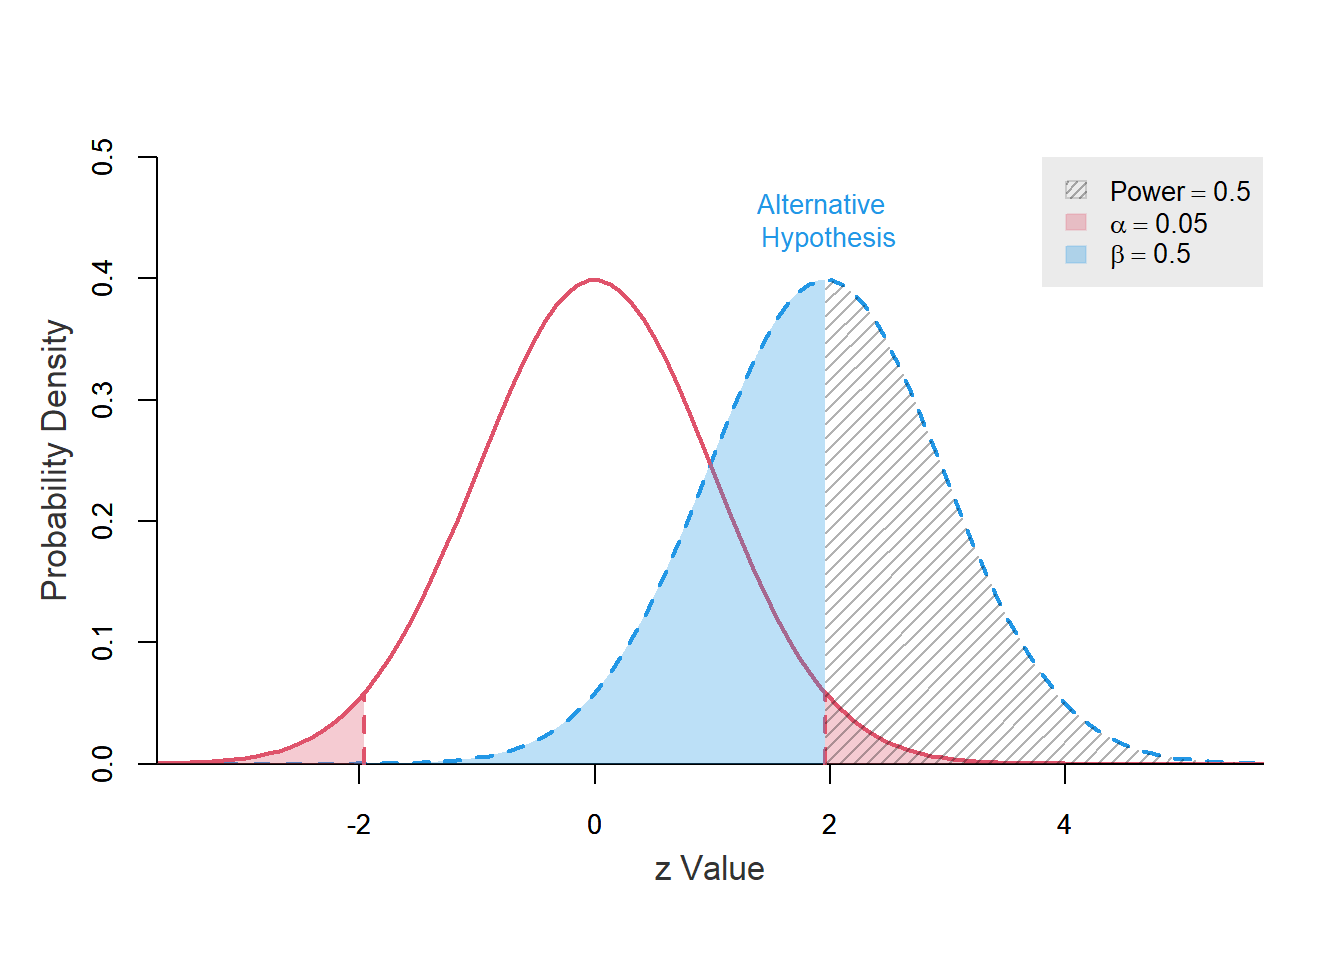 Alternative
Hypothesis
Power = 0.5
α = 0.05
β = 0.5
Probability Density
0.5
0.4
0.3
0.2
0.1
0.0
-2 0 2 4
z Value